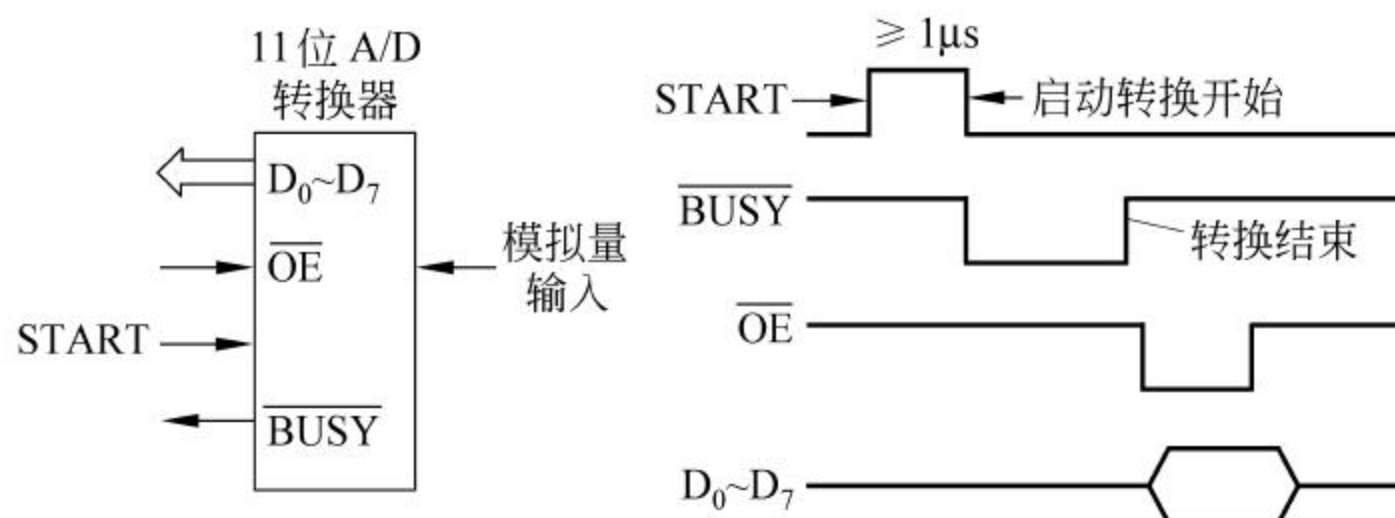 11位 A/D
转换器
D₀~D₇
OE
START
BUSY
模拟量
输入
≥ 1μs
START
启动转换开始
BUSY
转换结束
OE
D₀~D₇